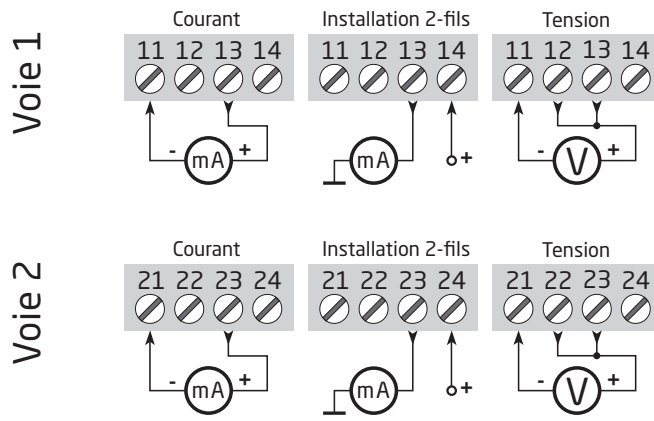 Voie 1
Courant Installation 2-fils Tension
11 12 13 14 11 12 13 14 11 12 13 14
- mA + mA + - V +
Voie 2
Courant Installation 2-fils Tension
21 22 23 24 21 22 23 24 21 22 23 24
- mA + mA + - V +